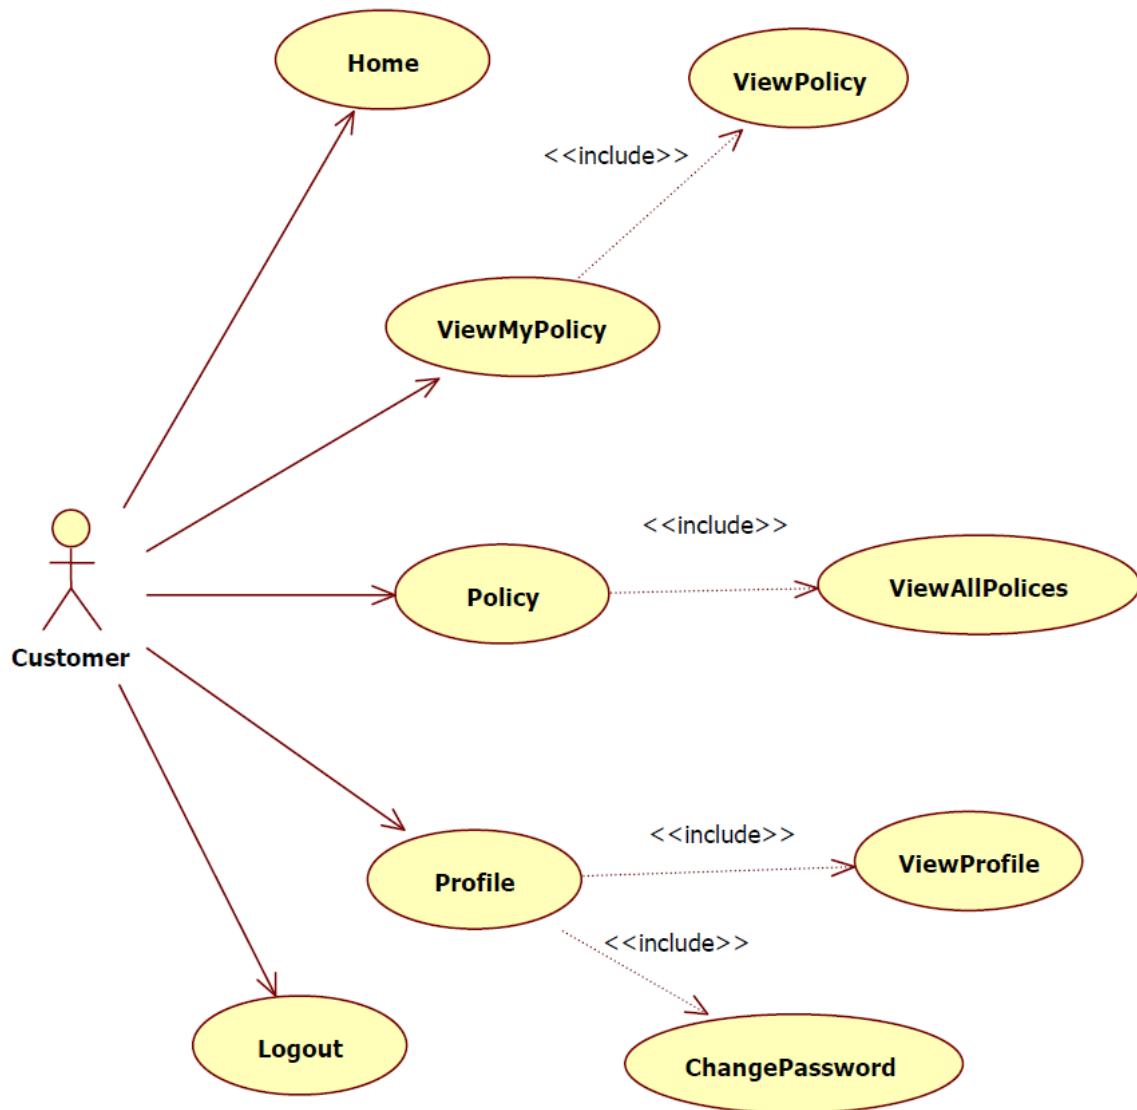 Home
ViewPolicy
<<include>>
ViewMyPolicy
<<include>>
Policy
ViewAllPolices
Customer
<<include>>
Profile
ViewProfile
<<include>>
Logout
ChangePassword